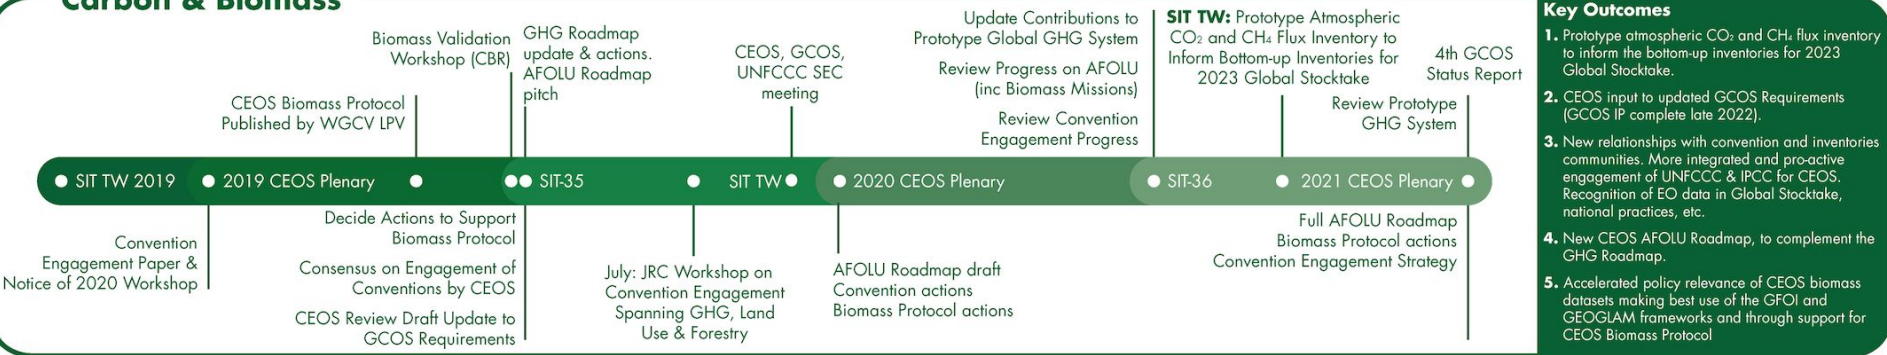 Carbon & Biomass
Biomass Validation
Workshop (CBR)
GHG Roadmap
update & actions.
AFOLU Roadmap
pitch
CEOS Biomass Protocol
Published by WGCV LPV
CEOS, GCOS,
UNFCCC SEC
meeting
Update Contributions to
Prototype Global GHG System
Review Progress on AFOLU
(inc Biomass Missions)
Review Convention
Engagement Progress
SIT TW: Prototype Atmospheric
CO₂ and CH₄ Flux Inventory to
Inform Bottom-up Inventories for
2023 Global Stocktake
4th GCOS
Status Report
Review Prototype
GHG System
SIT TW 2019
2019 CEOS Plenary
SIT-35
SIT TW
2020 CEOS Plenary
SIT-36
2021 CEOS Plenary
Convention
Engagement Paper &
Notice of 2020 Workshop
Decide Actions to Support
Biomass Protocol
Consensus on Engagement of
Conventions by CEOS
CEOS Review Draft Update to
GCOS Requirements
July: JRC Workshop on
Convention Engagement
Spanning GHG, Land
Use & Forestry
AFOLU Roadmap draft
Convention actions
Biomass Protocol actions
Full AFOLU Roadmap
Biomass Protocol actions
Convention Engagement Strategy
Key Outcomes
1. Prototype atmospheric CO₂ and CH₄ flux inventory
to inform the bottom-up inventories for 2023
Global Stocktake.
2. CEOS input to updated GCOS Requirements
(GCOS IP complete late 2022).
3. New relationships with convention and inventories
communities. More integrated and pro-active
engagement of UNFCCC & IPCC for CEOS.
Recognition of EO data in Global Stocktake,
national practices, etc.
4. New CEOS AFOLU Roadmap, to complement the
GHG Roadmap.
5. Accelerated policy relevance of CEOS biomass
datasets making best use of the GFOI and
GEOGLAM frameworks and through support for
CEOS Biomass Protocol